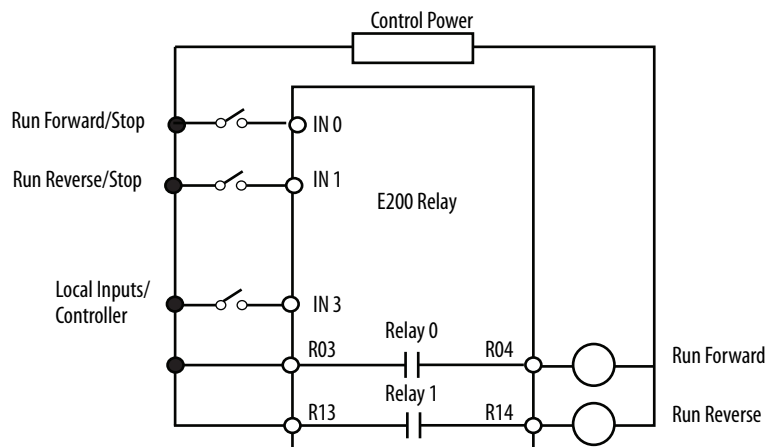 Control Power
Run Forward/Stop
IN 0
Run Reverse/Stop
IN 1
E200 Relay
Local Inputs/
Controller
IN 3
Relay 0
R03
R04
Run Forward
Relay 1
R13
R14
Run Reverse